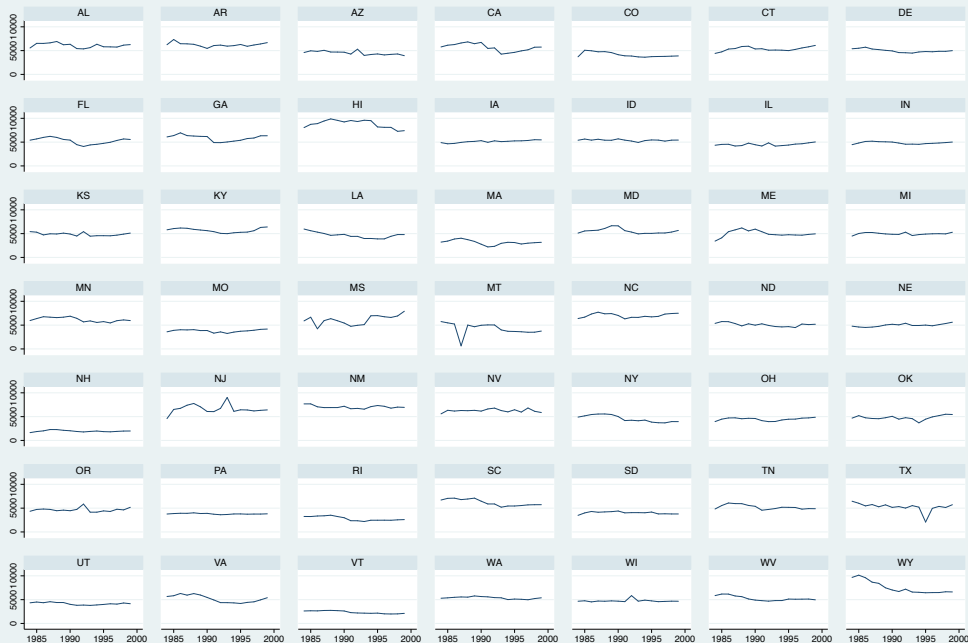 AL AR AZ CA CO CT DE
0 5000 10000
FL GA HI IA ID IL IN
0 5000 10000
KS KY LA MA MD ME MI
0 5000 10000
MN MO MS MT NC ND NE
0 5000 10000
NH NJ NM NV NY OH OK
0 5000 10000
OR PA RI SC SD TN TX
0 5000 10000
UT VA VT WA WI WV WY
0 5000 10000
1985 1990 1995 2000 1985 1990 1995 2000 1985 1990 1995 2000 1985 1990 1995 2000 1985 1990 1995 2000 1985 1990 1995 2000 1985 1990 1995 2000